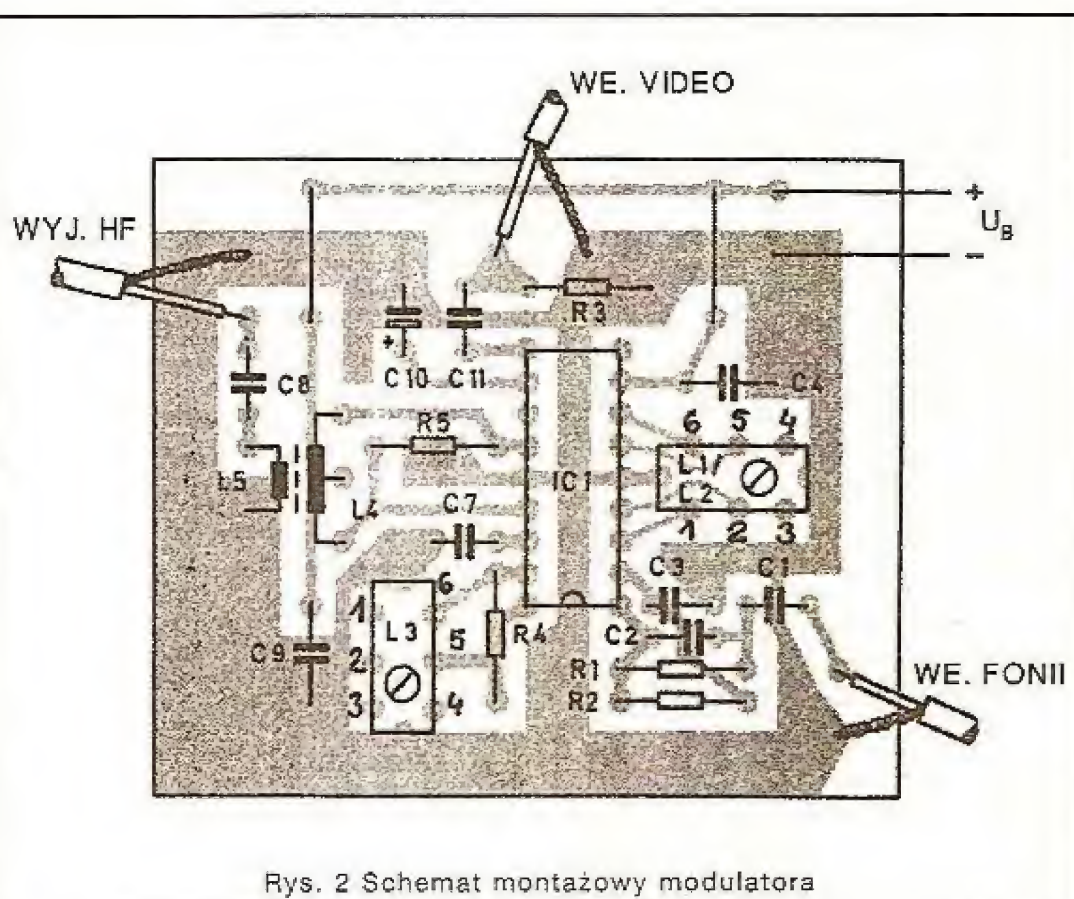 WE. VIDEO
WYJ. HF
+
U_B
−
R3
+
C10
C11
C8
C4
R5
6 5 4
L5
IC1
L1/
L2
L4
C7
1 2 3
6
C3
C1
1
L3
5
R4
C2
C9
2
R1
WE. FONII
3
4
R2
Rys. 2 Schemat montażowy modulatora